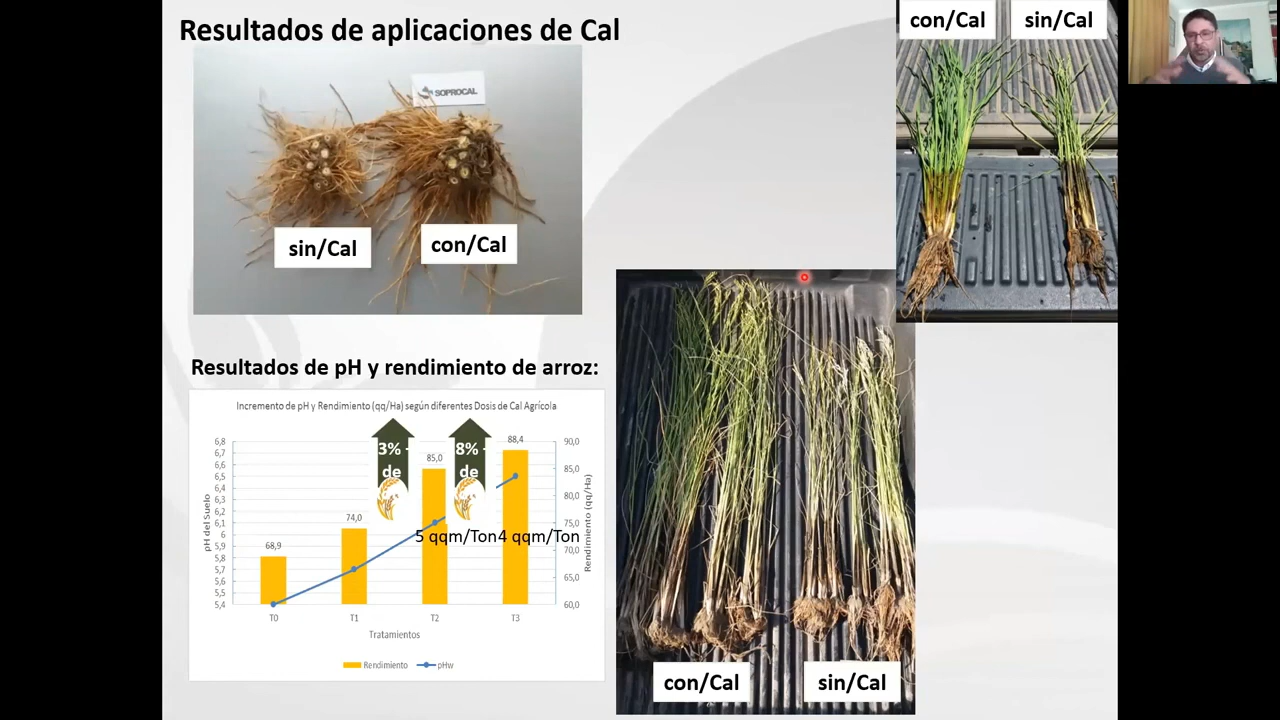 Resultados de aplicaciones de Cal
SOPROCAL
sin/Cal
con/Cal
con/Cal
sin/Cal
Resultados de pH y rendimiento de arroz:
Incremento de pH y Rendimiento (qq/Ha) según diferentes Dosis de Cal Agrícola
6,8
6,7
6,6
6,5
6,4
6,3
6,2
6,1
6
5,9
5,8
5,7
5,6
5,5
5,4
pH del Suelo
68,9
74,0
85,0
88,4
3%
de
8%
de
5 qqm/Ton
4 qqm/Ton
90,0
85,0
80,0
75,0
70,0
65,0
60,0
Rendimiento (qq/Ha)
T0
T1
T2
T3
Tratamientos
Rendimiento
pHw
con/Cal
sin/Cal